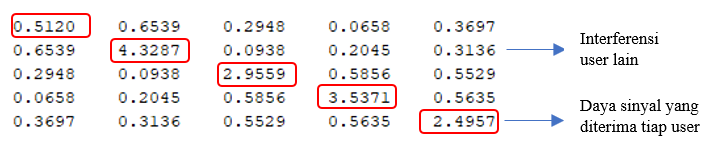 0.5120 0.6539 0.2948 0.0658 0.3697
0.6539 4.3287 0.0938 0.2045 0.3136
0.2948 0.0938 2.9559 0.5856 0.5529
0.0658 0.2045 0.5856 3.5371 0.5635
0.3697 0.3136 0.5529 0.5635 2.4957
Interferensi
user lain
Daya sinyal yang
diterima tiap user